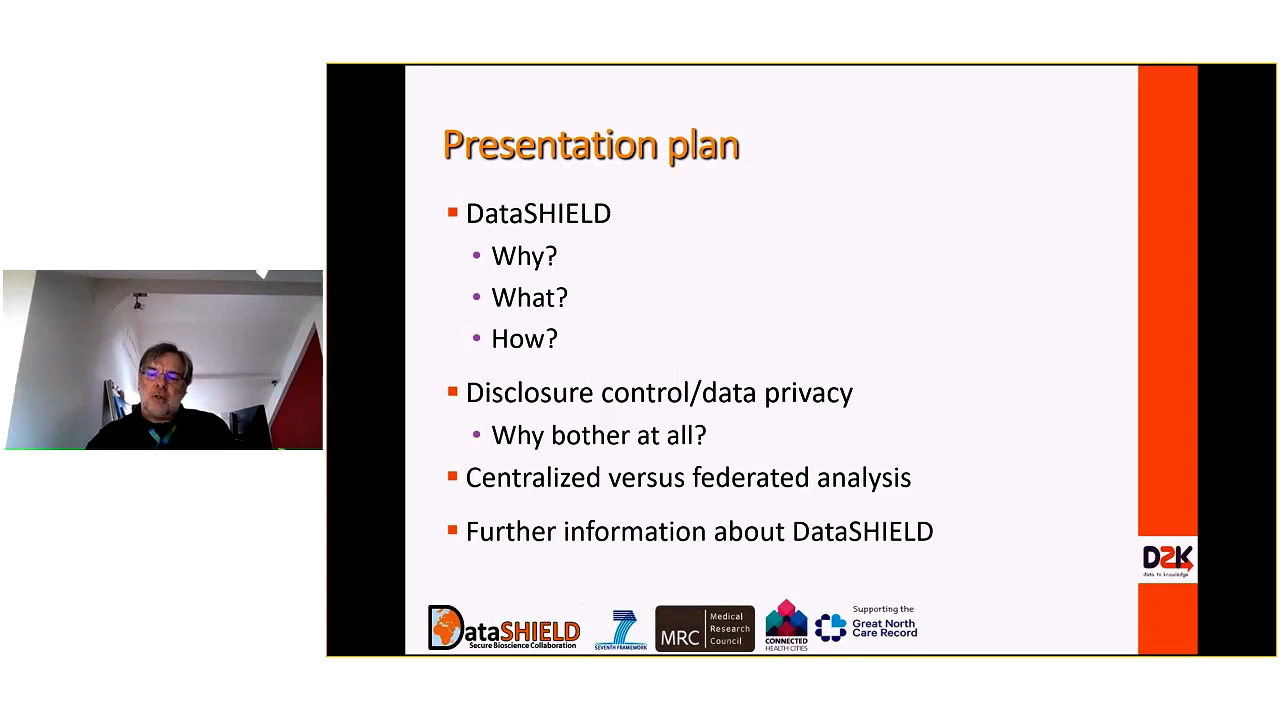 Presentation plan
DataSHIELD
Why?
What?
How?
Disclosure control/data privacy
Why bother at all?
Centralized versus federated analysis
Further information about DataSHIELD
D2K
data to knowledge
DataSHIELD
Secure Bioscience Collaboration
7
SEVENTH FRAMEWORK
MRC
Medical
Research
Council
CONNECTED
HEALTH CITIES
Supporting the
Great North
Care Record